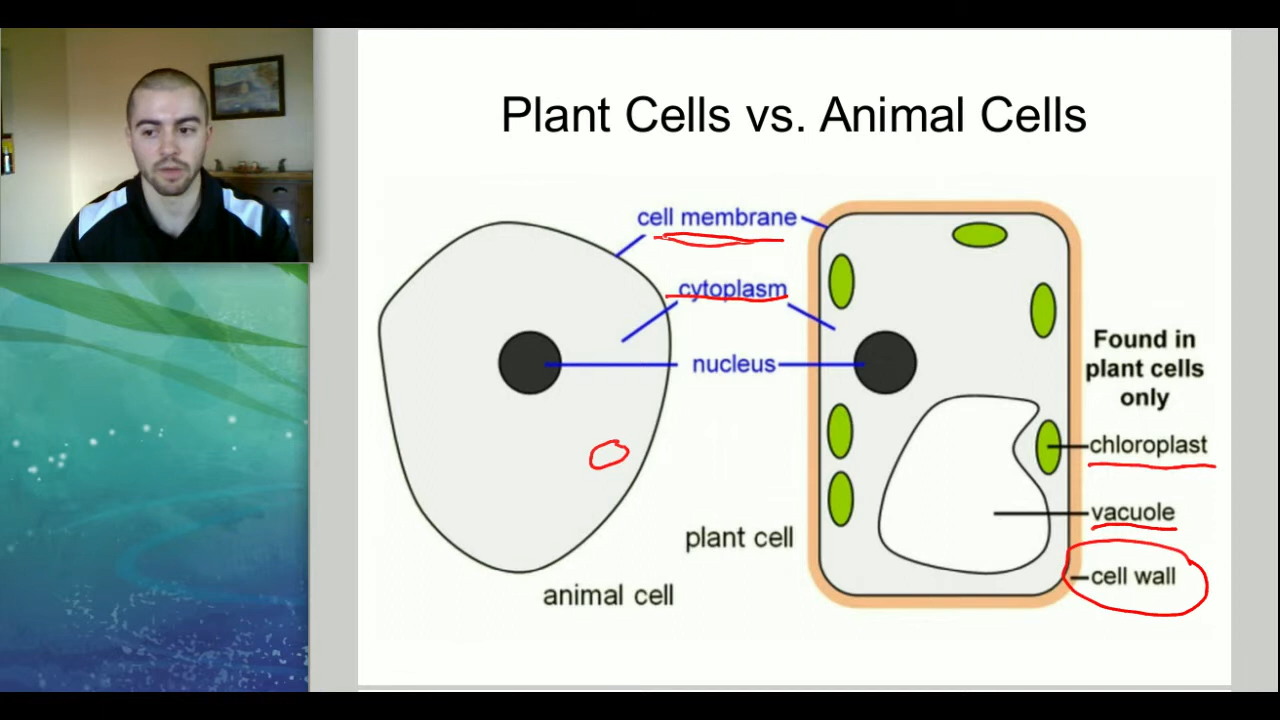 Plant Cells vs. Animal Cells
cell membrane
cytoplasm
nucleus
Found in
plant cells
only
chloroplast
vacuole
cell wall
plant cell
animal cell